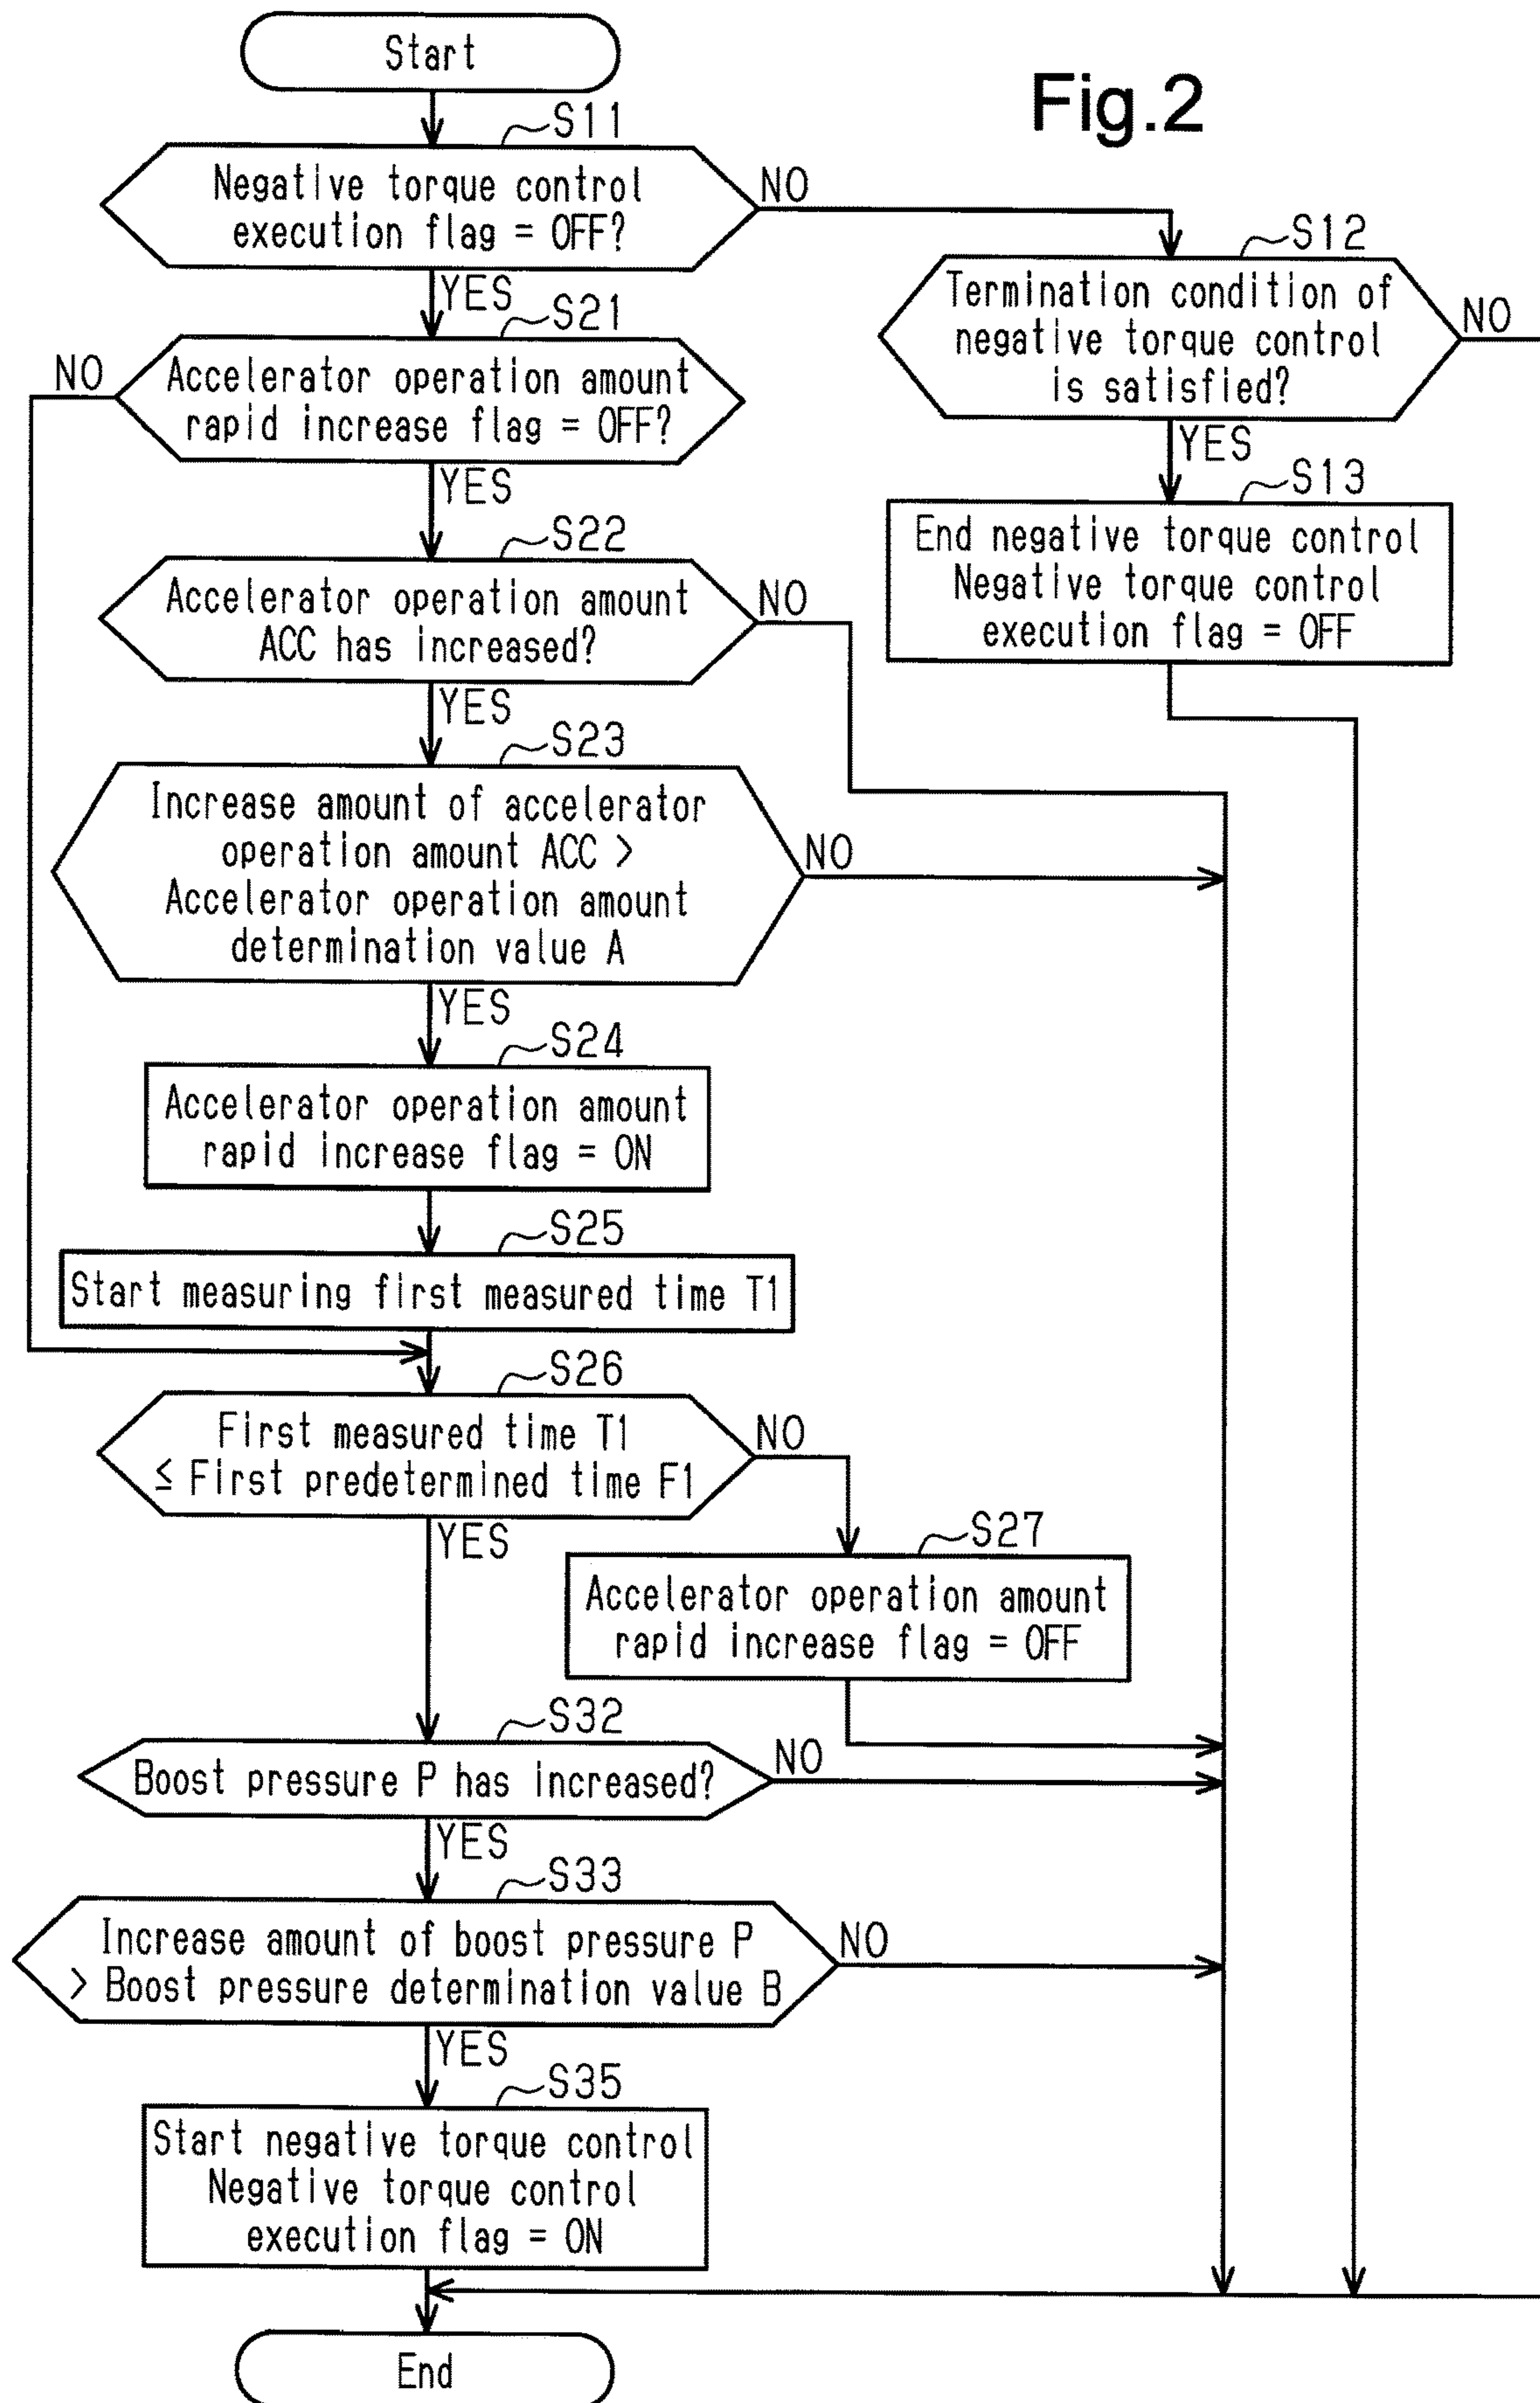 Fig.2
Start
S11
Negative torque control
execution flag = OFF?
NO
YES
S12
Termination condition of
negative torque control
is satisfied?
NO
YES
S13
End negative torque control
Negative torque control
execution flag = OFF
S21
Accelerator operation amount
rapid increase flag = OFF?
NO
YES
S22
Accelerator operation amount
ACC has increased?
NO
YES
S23
Increase amount of accelerator
operation amount ACC >
Accelerator operation amount
determination value A
NO
YES
S24
Accelerator operation amount
rapid increase flag = ON
S25
Start measuring first measured time T1
S26
First measured time T1
≤ First predetermined time F1
NO
YES
S27
Accelerator operation amount
rapid increase flag = OFF
S32
Boost pressure P has increased?
NO
YES
S33
Increase amount of boost pressure P
> Boost pressure determination value B
NO
YES
S35
Start negative torque control
Negative torque control
execution flag = ON
End